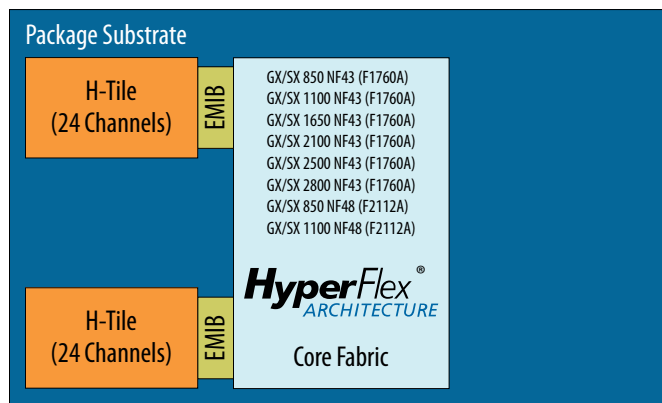 Package Substrate
H-Tile
(24 Channels)
EMIB
GX/SX 850 NF43 (F1760A)
GX/SX 1100 NF43 (F1760A)
GX/SX 1650 NF43 (F1760A)
GX/SX 2100 NF43 (F1760A)
GX/SX 2500 NF43 (F1760A)
GX/SX 2800 NF43 (F1760A)
GX/SX 850 NF48 (F2112A)
GX/SX 1100 NF48 (F2112A)
HyperFlex®
ARCHITECTURE
Core Fabric
H-Tile
(24 Channels)
EMIB